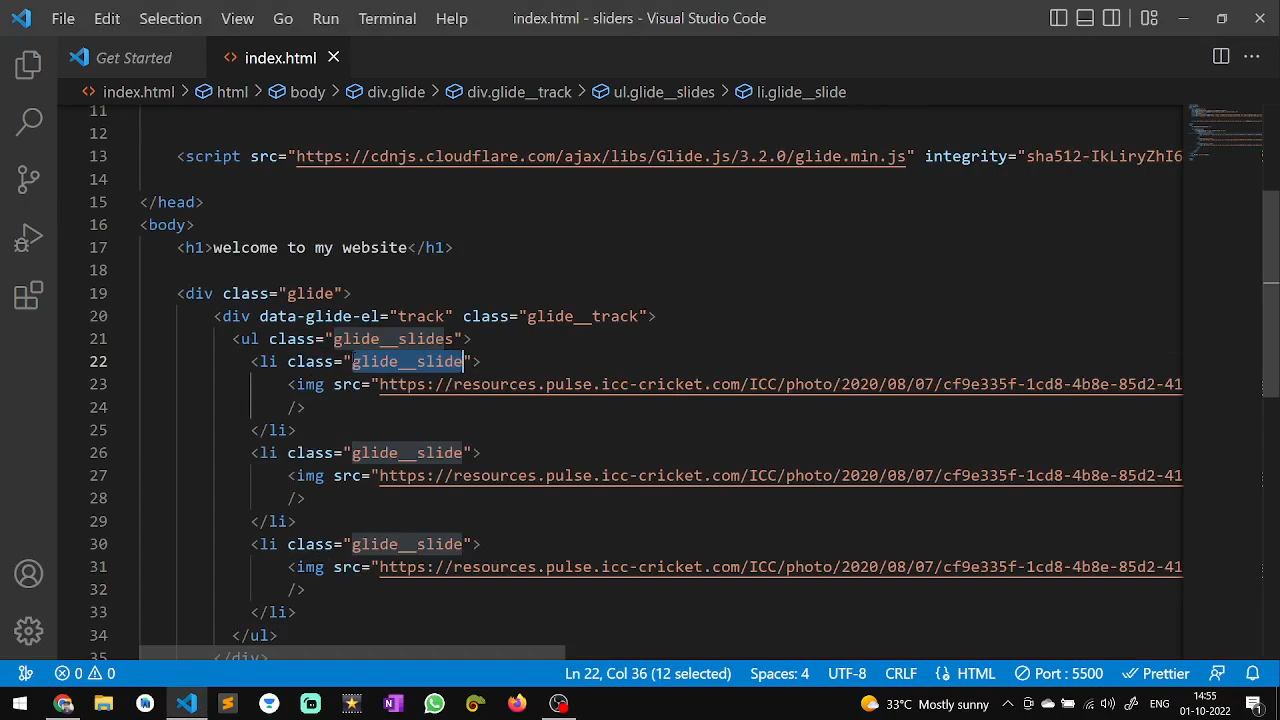 File Edit Selection View Go Run Terminal Help index.html - sliders - Visual Studio Code
Get Started index.html
index.html html body div.glide div.glide__track ul.glide__slides li.glide__slide
11
12
13 <script src="https://cdnjs.cloudflare.com/ajax/libs/Glide.js/3.2.0/glide.min.js" integrity="sha512-IkLiryZhI6
14
15 </head>
16 <body>
17 <h1>welcome to my website</h1>
18
19 <div class="glide">
20 <div data-glide-el="track" class="glide__track">
21 <ul class="glide__slides">
22 <li class="glide__slide">
23 <img src="https://resources.pulse.icc-cricket.com/ICC/photo/2020/08/07/cf9e335f-1cd8-4b8e-85d2-41
24 />
25 </li>
26 <li class="glide__slide">
27 <img src="https://resources.pulse.icc-cricket.com/ICC/photo/2020/08/07/cf9e335f-1cd8-4b8e-85d2-41
28 />
29 </li>
30 <li class="glide__slide">
31 <img src="https://resources.pulse.icc-cricket.com/ICC/photo/2020/08/07/cf9e335f-1cd8-4b8e-85d2-41
32 />
33 </li>
34 </ul>
35 </div>
0 0 Ln 22, Col 36 (12 selected) Spaces: 4 UTF-8 CRLF HTML Port : 5500 Prettier
33°C Mostly sunny 14:55
01-10-2022